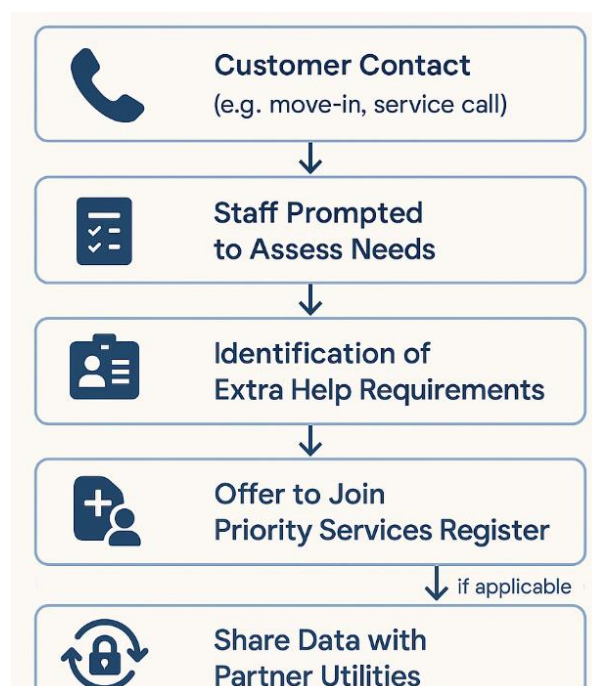 Customer Contact
(e.g. move-in, service call)
Staff Prompted
to Assess Needs
Identification of
Extra Help Requirements
Offer to Join
Priority Services Register
if applicable
Share Data with
Partner Utilities